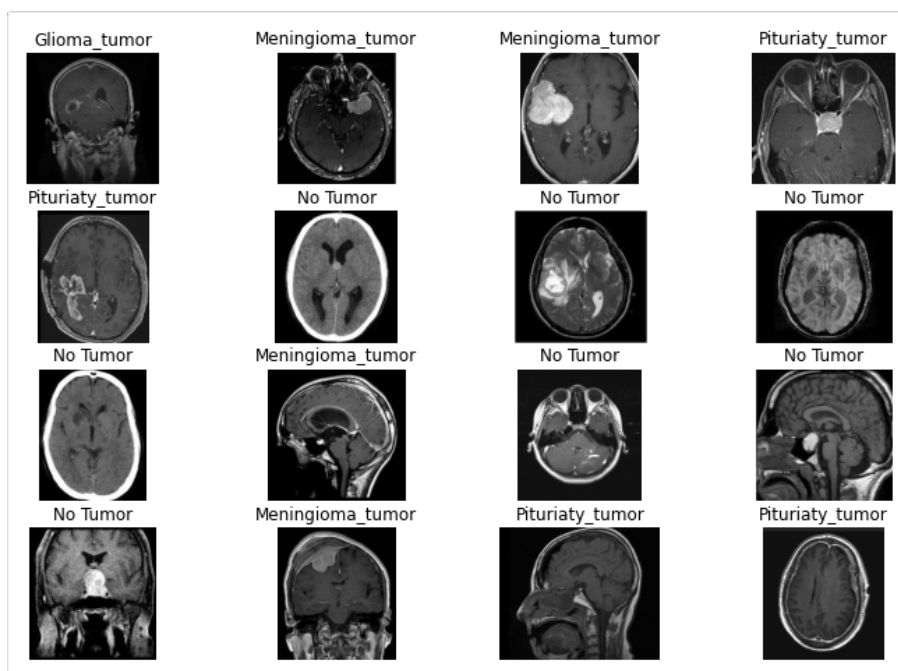 Glioma_tumor Meningioma_tumor Meningioma_tumor Pituriaty_tumor
Pituriaty_tumor No Tumor No Tumor No Tumor
No Tumor Meningioma_tumor No Tumor No Tumor
No Tumor Meningioma_tumor Pituriaty_tumor Pituriaty_tumor